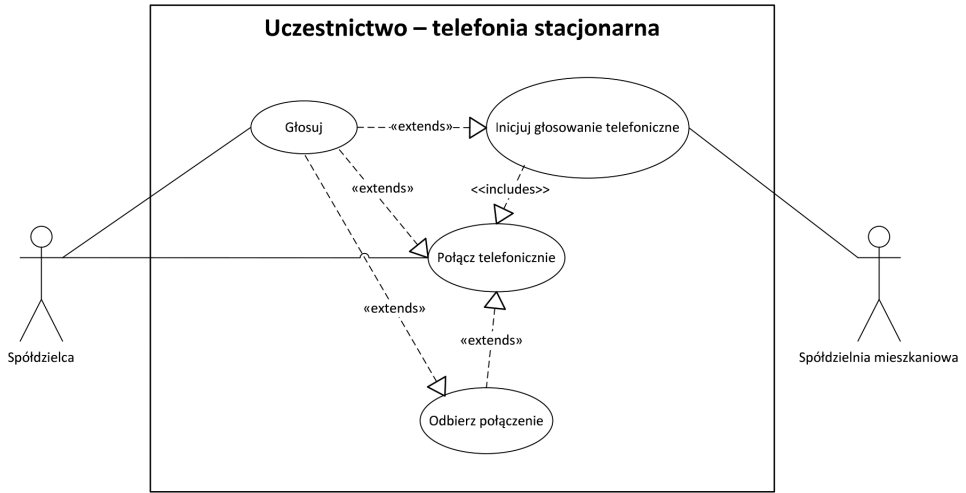 Uczestnictwo – telefonia stacjonarna
Głosuj
«extends»
Inicjuj głosowanie telefoniczne
«extends»
<<includes>>
Połącz telefonicznie
«extends»
«extends»
Spółdzielca
Spółdzielnia mieszkaniowa
Odbierz połączenie